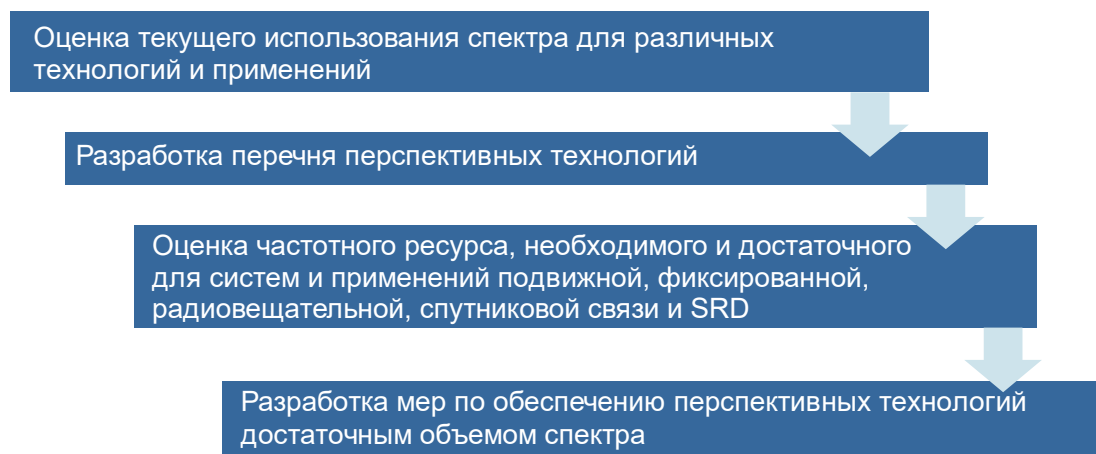 Оценка текущего использования спектра для различных
технологий и применений
Разработка перечня перспективных технологий
Оценка частотного ресурса, необходимого и достаточного
для систем и применений подвижной, фиксированной,
радиовещательной, спутниковой связи и SRD
Разработка мер по обеспечению перспективных технологий
достаточным объемом спектра